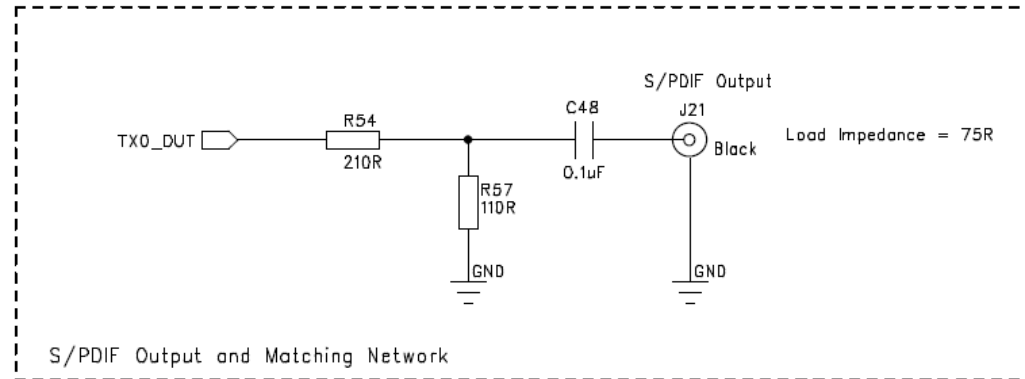 S/PDIF Output
C48
J21
R54
TXO_DUT
Load Impedance = 75R
Black
210R
0.1uF
R57
110R
GND
GND
S/PDIF Output and Matching Network